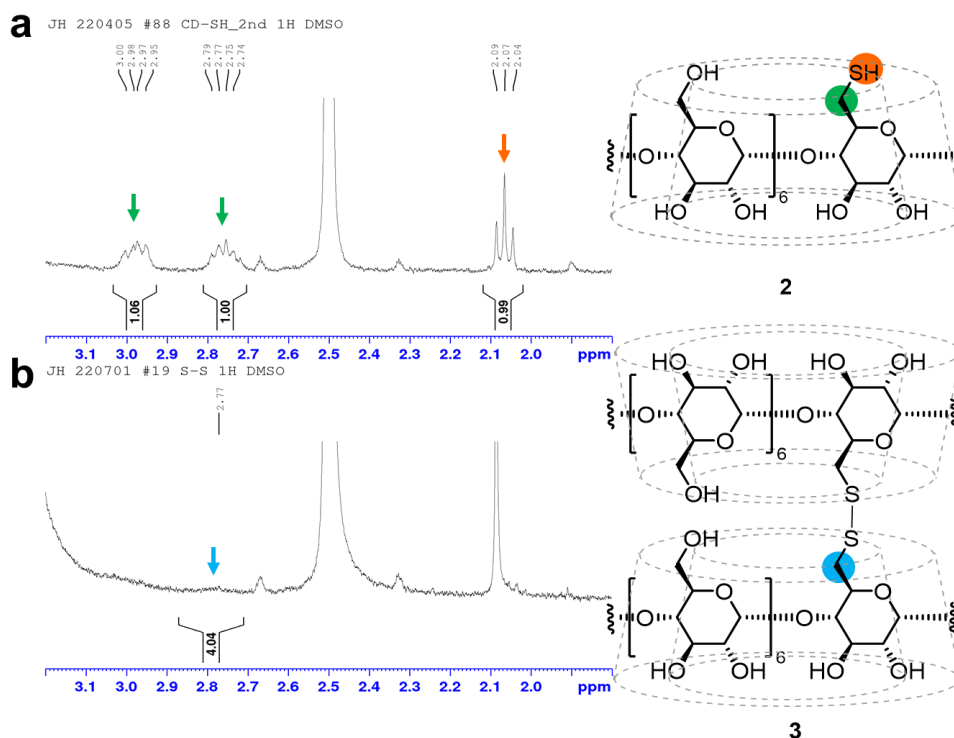 a
JH 220405 #88 CD-SH_2nd 1H DMSO
3.00 2.98 2.97 2.95 2.79 2.77 2.75 2.74 2.09 2.07 2.04
1.06 1.00 0.99
3.1 3.0 2.9 2.8 2.7 2.6 2.5 2.4 2.3 2.2 2.1 2.0 ppm
OH SH
O O O O
6
HO OH HO OH
2
b
JH 220701 #19 S-S 1H DMSO
2.77
4.04
3.1 3.0 2.9 2.8 2.7 2.6 2.5 2.4 2.3 2.2 2.1 2.0 ppm
HO OH HO OH
O O O O
6
OH S
S
OH
O O O O
6
HO OH HO OH
3